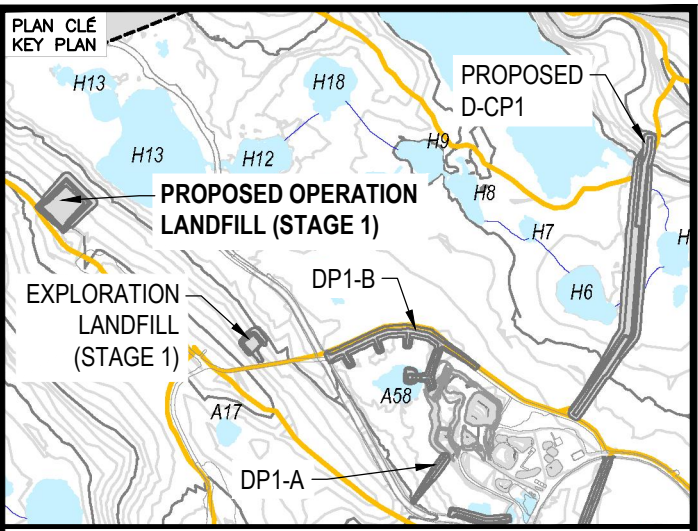 PLAN CLÉ
KEY PLAN
H13
H18
PROPOSED
D-CP1
H13
H12
H9
PROPOSED OPERATION
LANDFILL (STAGE 1)
H8
H7
H
DP1-B
EXPLORATION
LANDFILL
(STAGE 1)
H6
A58
A17
DP1-A